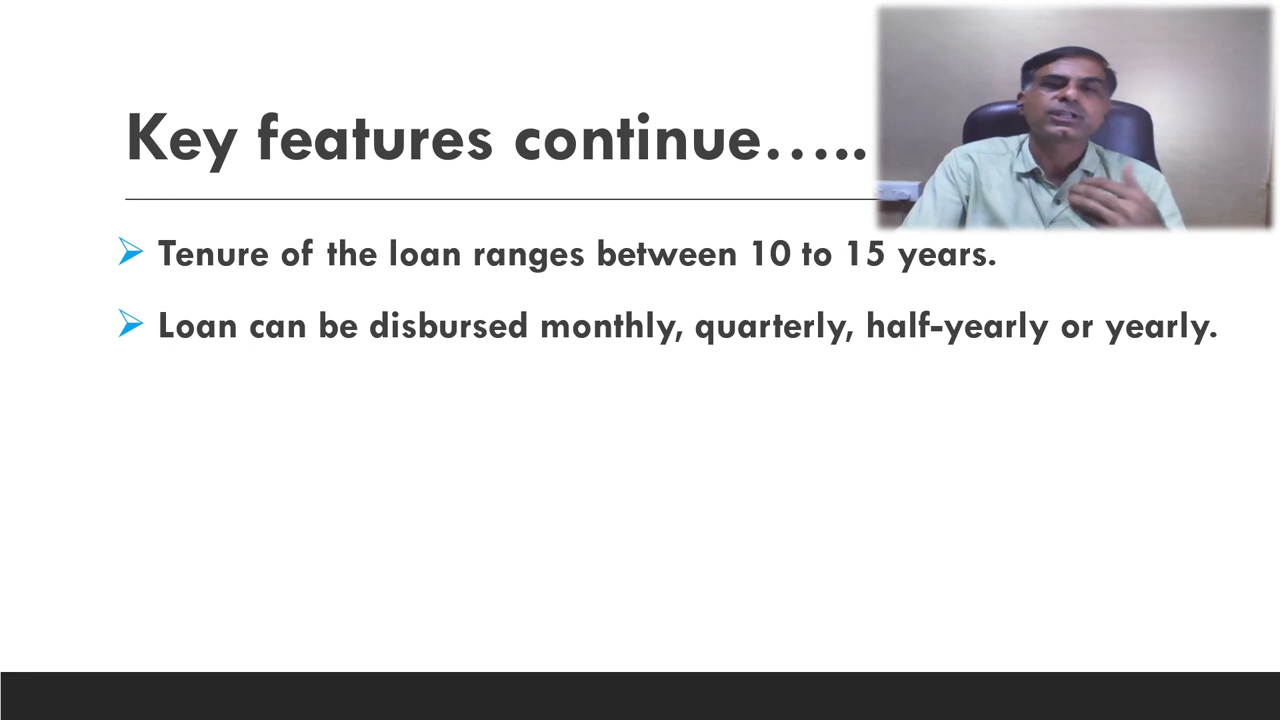 Key features continue…..
Tenure of the loan ranges between 10 to 15 years.
Loan can be disbursed monthly, quarterly, half-yearly or yearly.